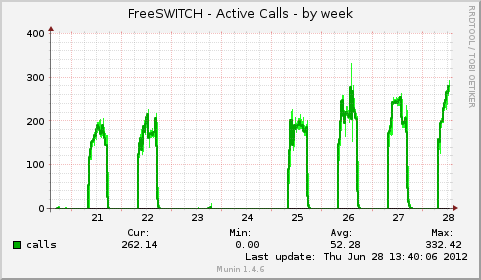 FreeSWITCH - Active Calls - by week
RRDTOOL / TOBI OETIKER
400
300
200
100
0
21 22 23 24 25 26 27 28
Cur: Min: Avg: Max:
calls 262.14 0.00 52.28 332.42
Last update: Thu Jun 28 13:40:06 2012
Munin 1.4.6